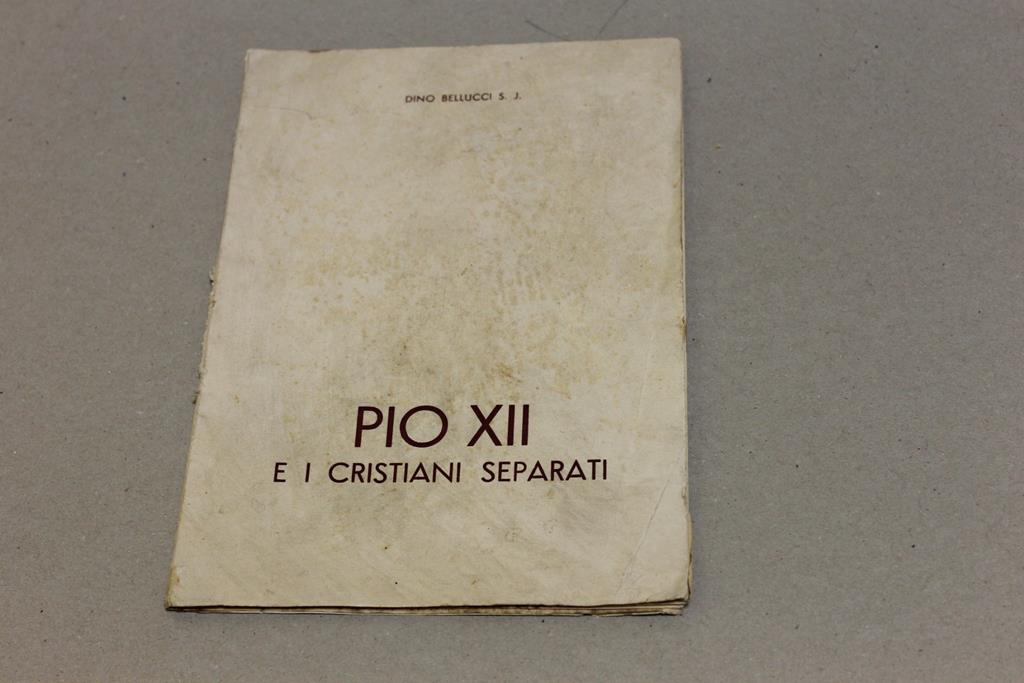 DINO BELLUCCI S. J.
PIO XII
E I CRISTIANI SEPARATI